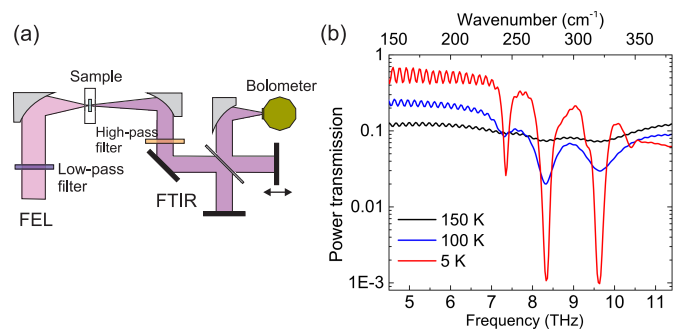 (a)
Sample
Bolometer
High-pass
filter
Low-pass
filter
FTIR
FEL
(b)
Wavenumber (cm⁻¹)
150 200 250 300 350
Power transmission
1
0.1
0.01
1E-3
150 K
100 K
5 K
5 6 7 8 9 10 11
Frequency (THz)